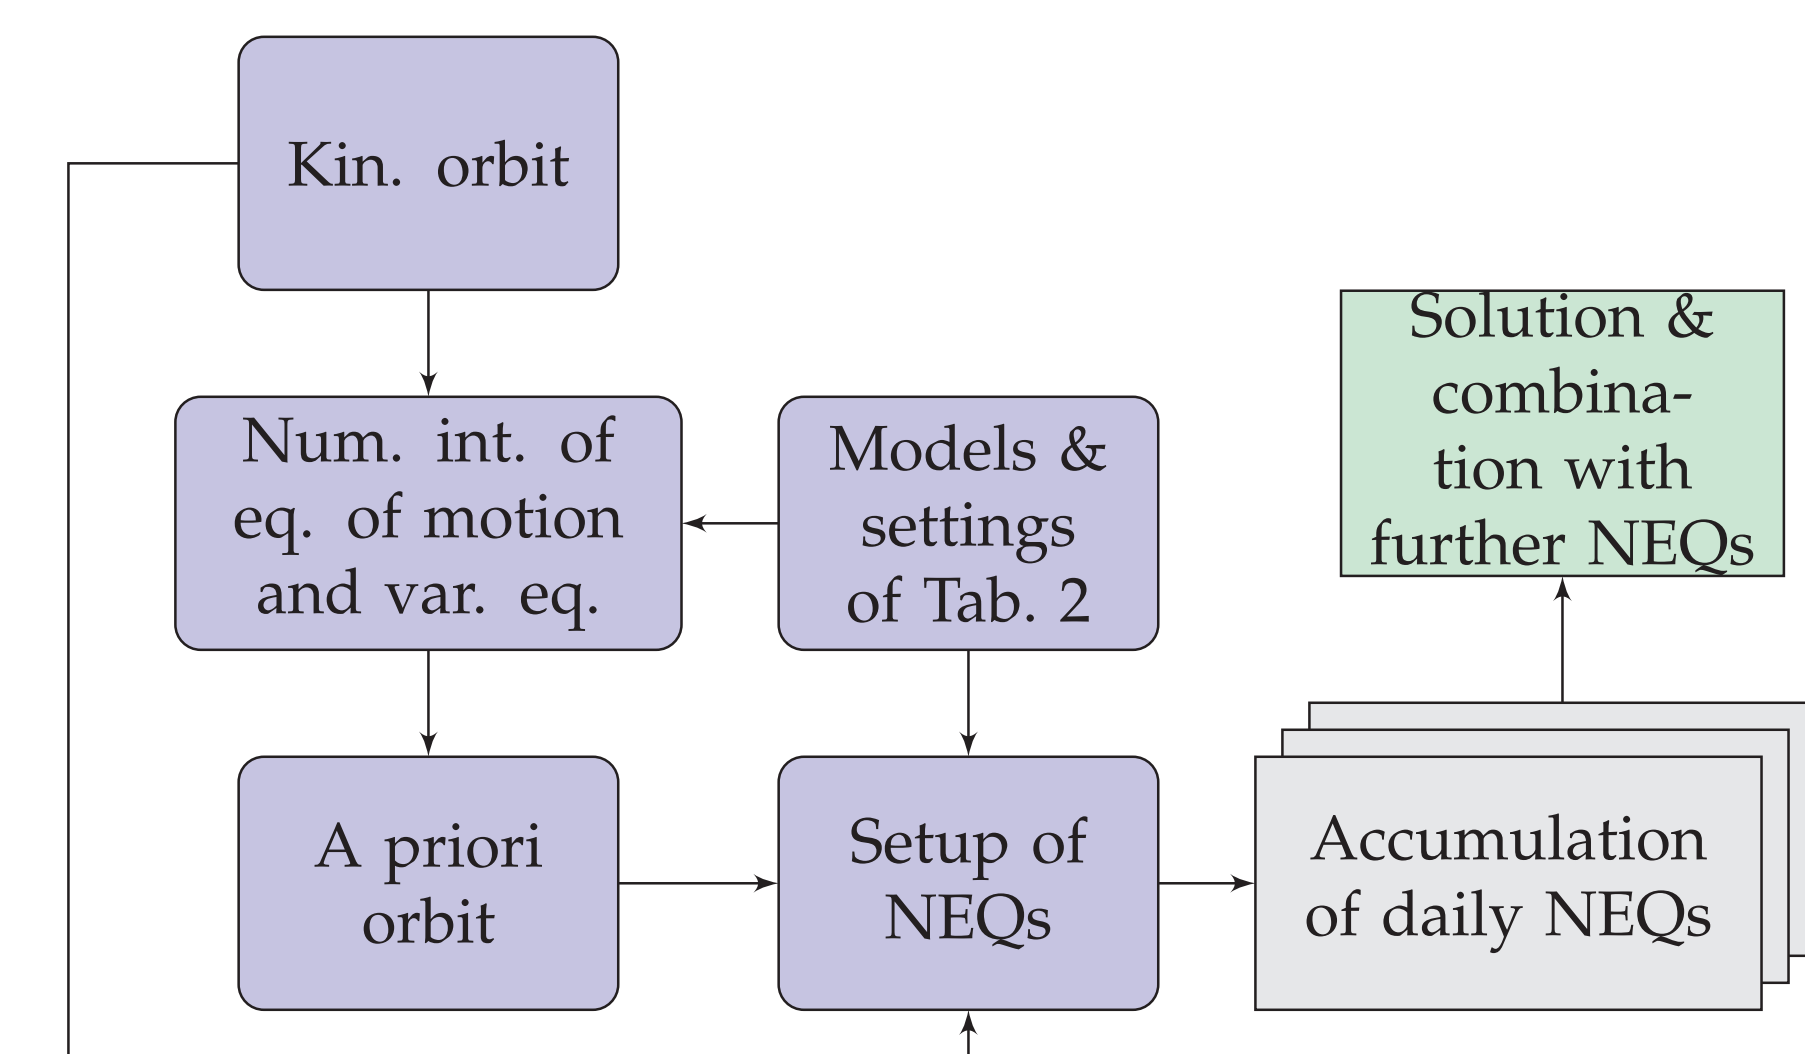 Kin. orbit
Num. int. of
eq. of motion
and var. eq.
Models &
settings
of Tab. 2
Solution &
combina-
tion with
further NEQs
A priori
orbit
Setup of
NEQs
Accumulation
of daily NEQs